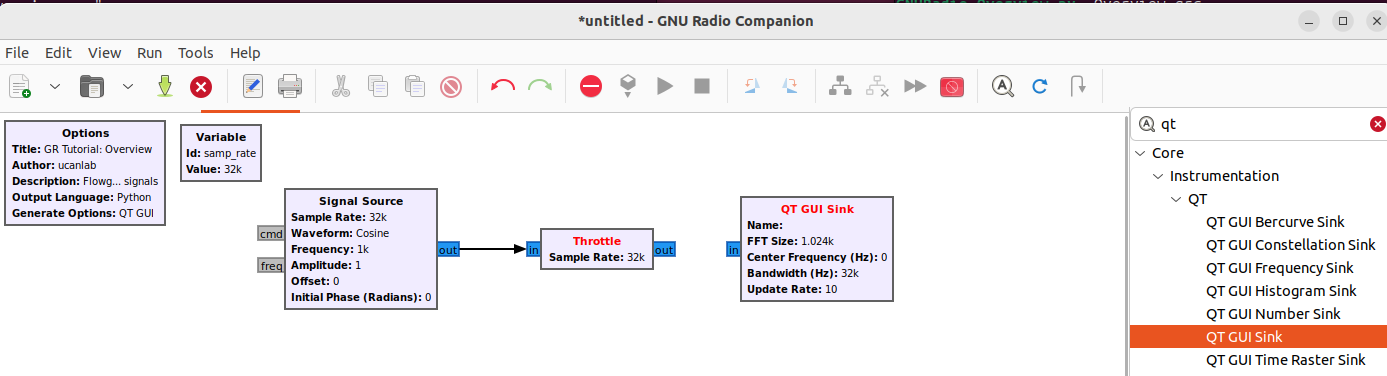 *untitled - GNU Radio Companion
File Edit View Run Tools Help
Options
Title: GR Tutorial: Overview
Author: ucanlab
Description: Flowg... signals
Output Language: Python
Generate Options: QT GUI
Variable
Id: samp_rate
Value: 32k
Signal Source
Sample Rate: 32k
Waveform: Cosine
Frequency: 1k
Amplitude: 1
Offset: 0
Initial Phase (Radians): 0
cmd
freq
out
in
Throttle
Sample Rate: 32k
out
in
QT GUI Sink
Name:
FFT Size: 1.024k
Center Frequency (Hz): 0
Bandwidth (Hz): 32k
Update Rate: 10
qt
Core
Instrumentation
QT
QT GUI Bercurve Sink
QT GUI Constellation Sink
QT GUI Frequency Sink
QT GUI Histogram Sink
QT GUI Number Sink
QT GUI Sink
QT GUI Time Raster Sink